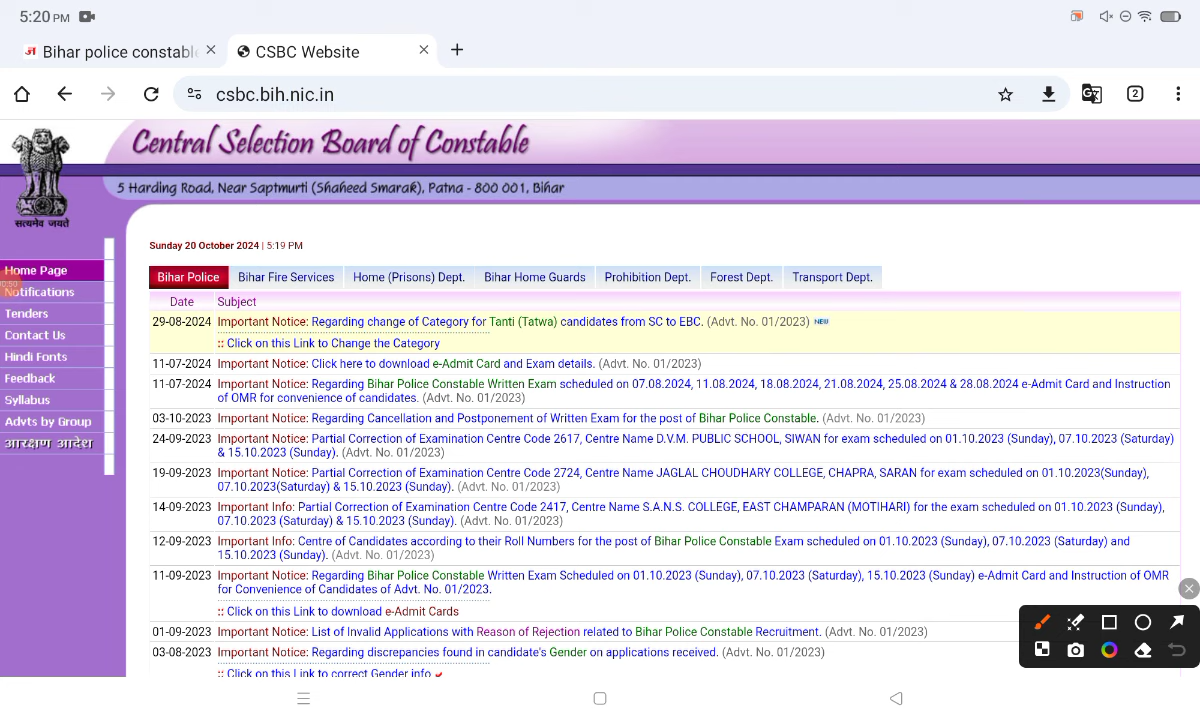 5:20 PM
Bihar police constable
CSBC Website
csbc.bih.nic.in
2
Central Selection Board of Constable
5 Harding Road, Near Saptmurti (Shaheed Smarak), Patna - 800 001, Bihar
सत्यमेव जयते
Sunday 20 October 2024 | 5:19 PM
Home Page
Notifications
Tenders
Contact Us
Hindi Fonts
Feedback
Syllabus
Advts by Group
आरक्षण आदेश
Bihar Police
Bihar Fire Services
Home (Prisons) Dept.
Bihar Home Guards
Prohibition Dept.
Forest Dept.
Transport Dept.
Date Subject
29-08-2024 Important Notice: Regarding change of Category for Tanti (Tatwa) candidates from SC to EBC. (Advt. No. 01/2023) NEW
:: Click on this Link to Change the Category
11-07-2024 Important Notice: Click here to download e-Admit Card and Exam details. (Advt. No. 01/2023)
11-07-2024 Important Notice: Regarding Bihar Police Constable Written Exam scheduled on 07.08.2024, 11.08.2024, 18.08.2024, 21.08.2024, 25.08.2024 & 28.08.2024 e-Admit Card and Instruction
of OMR for convenience of candidates. (Advt. No. 01/2023)
03-10-2023 Important Notice: Regarding Cancellation and Postponement of Written Exam for the post of Bihar Police Constable. (Advt. No. 01/2023)
24-09-2023 Important Notice: Partial Correction of Examination Centre Code 2617, Centre Name D.V.M. PUBLIC SCHOOL, SIWAN for exam scheduled on 01.10.2023 (Sunday), 07.10.2023 (Saturday)
& 15.10.2023 (Sunday). (Advt. No. 01/2023)
19-09-2023 Important Notice: Partial Correction of Examination Centre Code 2724, Centre Name JAGLAL CHOUDHARY COLLEGE, CHAPRA, SARAN for exam scheduled on 01.10.2023(Sunday),
07.10.2023(Saturday) & 15.10.2023 (Sunday). (Advt. No. 01/2023)
14-09-2023 Important Info: Partial Correction of Examination Centre Code 2417, Centre Name S.A.N.S. COLLEGE, EAST CHAMPARAN (MOTIHARI) for the exam scheduled on 01.10.2023 (Sunday),
07.10.2023 (Saturday) & 15.10.2023 (Sunday). (Advt. No. 01/2023)
12-09-2023 Important Info: Centre of Candidates according to their Roll Numbers for the post of Bihar Police Constable Exam scheduled on 01.10.2023 (Sunday), 07.10.2023 (Saturday) and
15.10.2023 (Sunday). (Advt. No. 01/2023)
11-09-2023 Important Notice: Regarding Bihar Police Constable Written Exam Scheduled on 01.10.2023 (Sunday), 07.10.2023 (Saturday), 15.10.2023 (Sunday) e-Admit Card and Instruction of OMR
for Convenience of Candidates of Advt. No. 01/2023.
:: Click on this Link to download e-Admit Cards
01-09-2023 Important Notice: List of Invalid Applications with Reason of Rejection related to Bihar Police Constable Recruitment. (Advt. No. 01/2023)
03-08-2023 Important Notice: Regarding discrepancies found in candidate's Gender on applications received. (Advt. No. 01/2023)
:: Click on this Link to correct Gender info